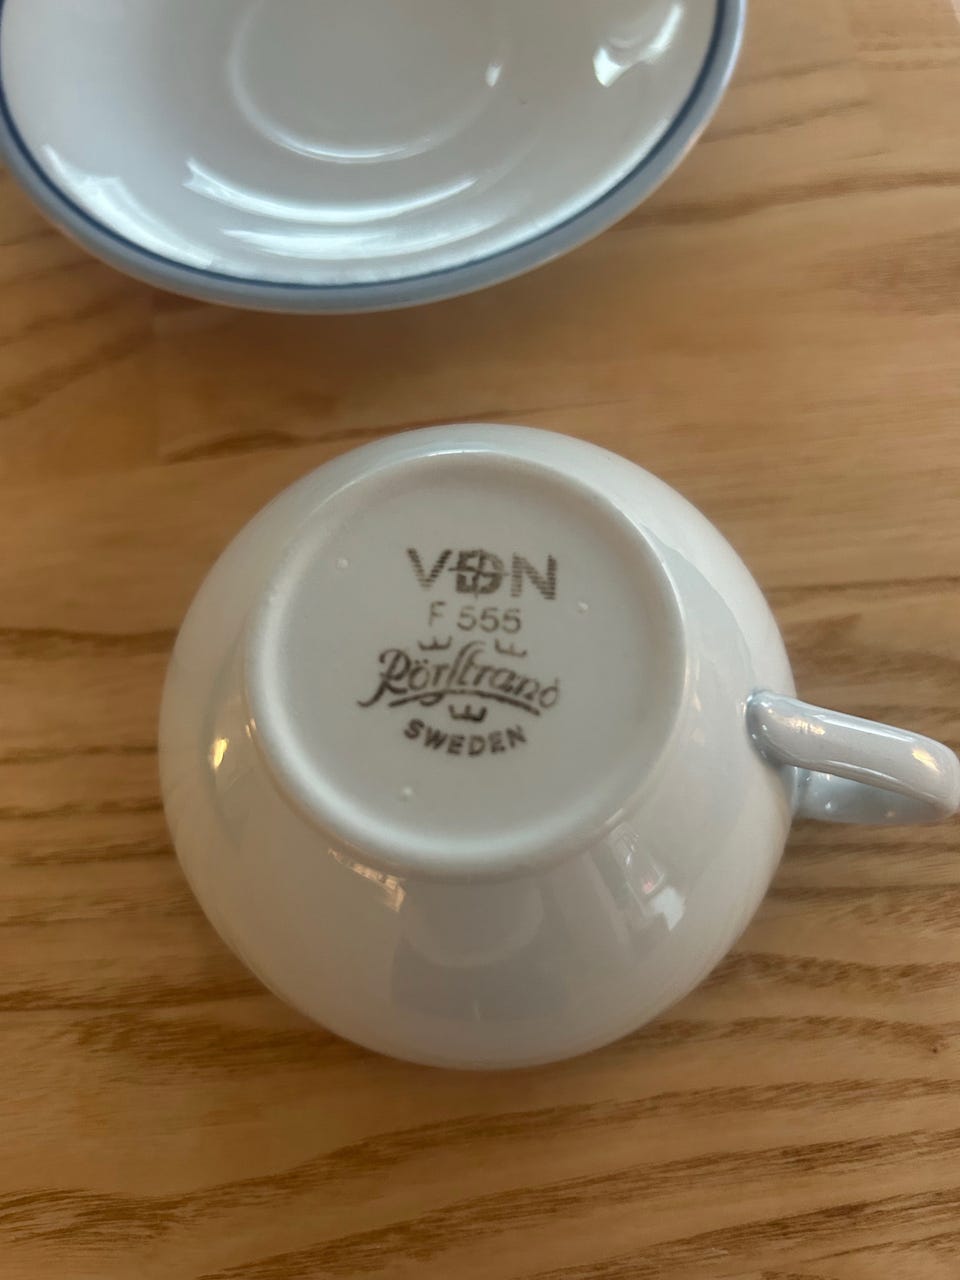 VDN
F 555
Rörstrand
SWEDEN